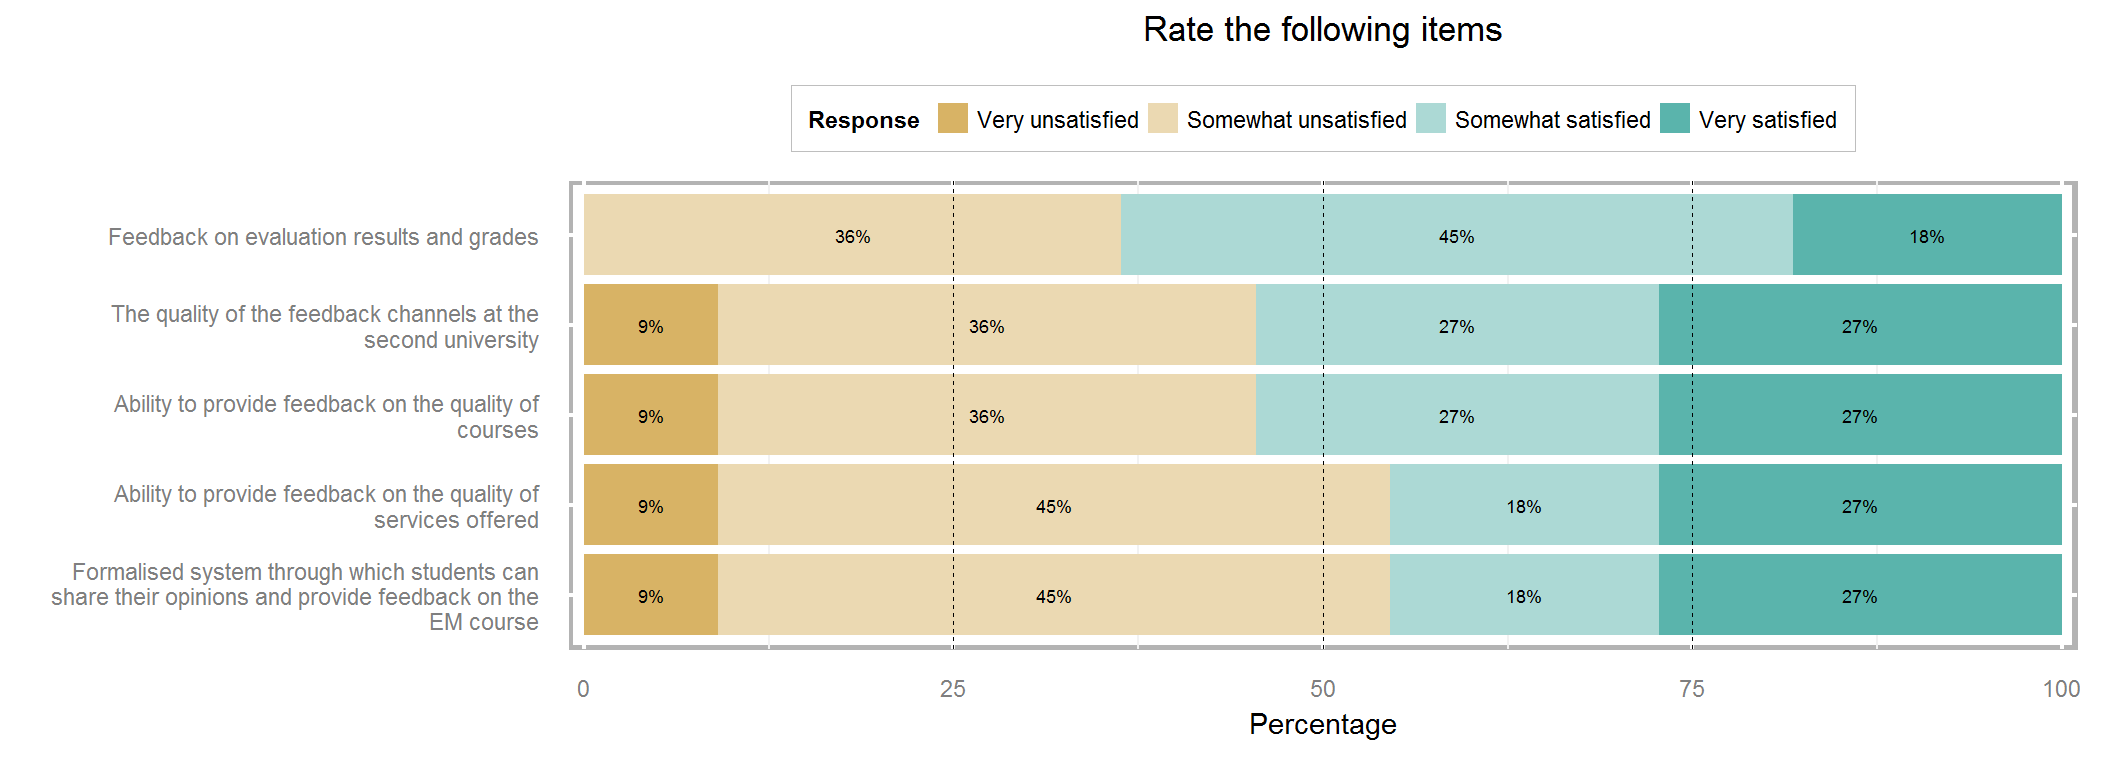 Rate the following items
Response Very unsatisfied Somewhat unsatisfied Somewhat satisfied Very satisfied
Feedback on evaluation results and grades
36% 45% 18%
The quality of the feedback channels at the
second university
9% 36% 27% 27%
Ability to provide feedback on the quality of
courses
9% 36% 27% 27%
Ability to provide feedback on the quality of
services offered
9% 45% 18% 27%
Formalised system through which students can
share their opinions and provide feedback on the
EM course
9% 45% 18% 27%
0 25 50 75 100
Percentage